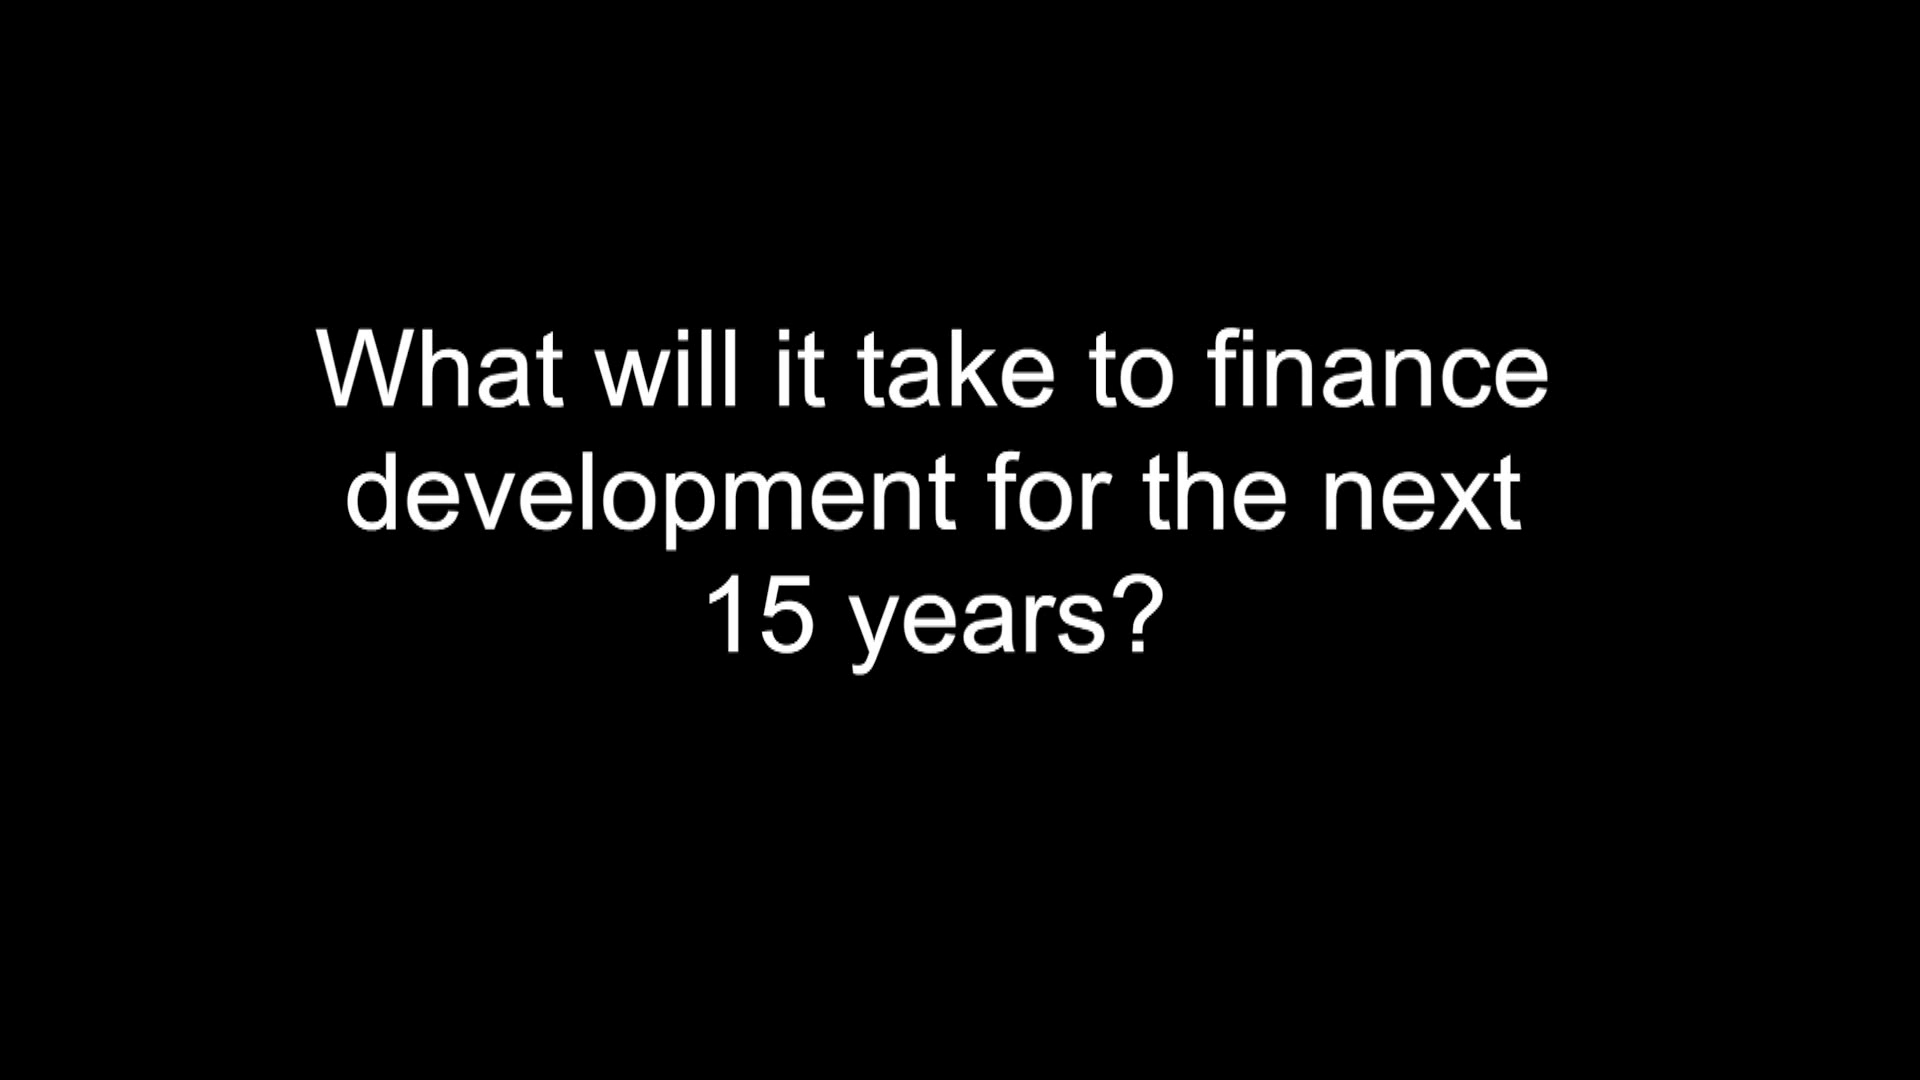 What will it take to finance
development for the next
15 years?